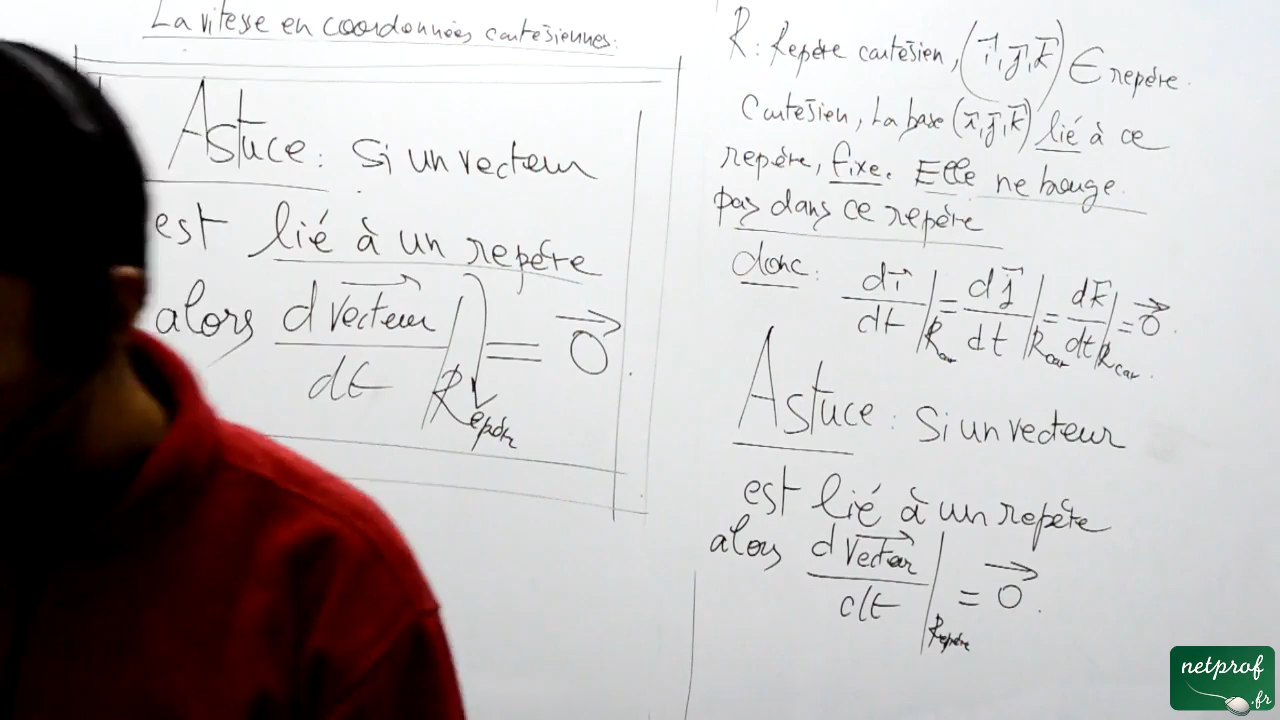 La vitesse en coordonnées cartésiennes.
Astuce : Si un vecteur
est lié à un repère
alors d vecteur / dt |Repère = 0
R : Repère cartésien, (i, j, k) ∈ repère.
Cartésien, La base (i, j, k) lié à ce
repère, fixe. Elle ne bouge
pas dans ce repère
donc : di/dt |Rcar = dj/dt |Rcar = dk/dt |Rcar = 0.
Astuce : Si un vecteur
est lié à un repère
alors d vecteur / dt |Repère = 0.
netprof
.fr